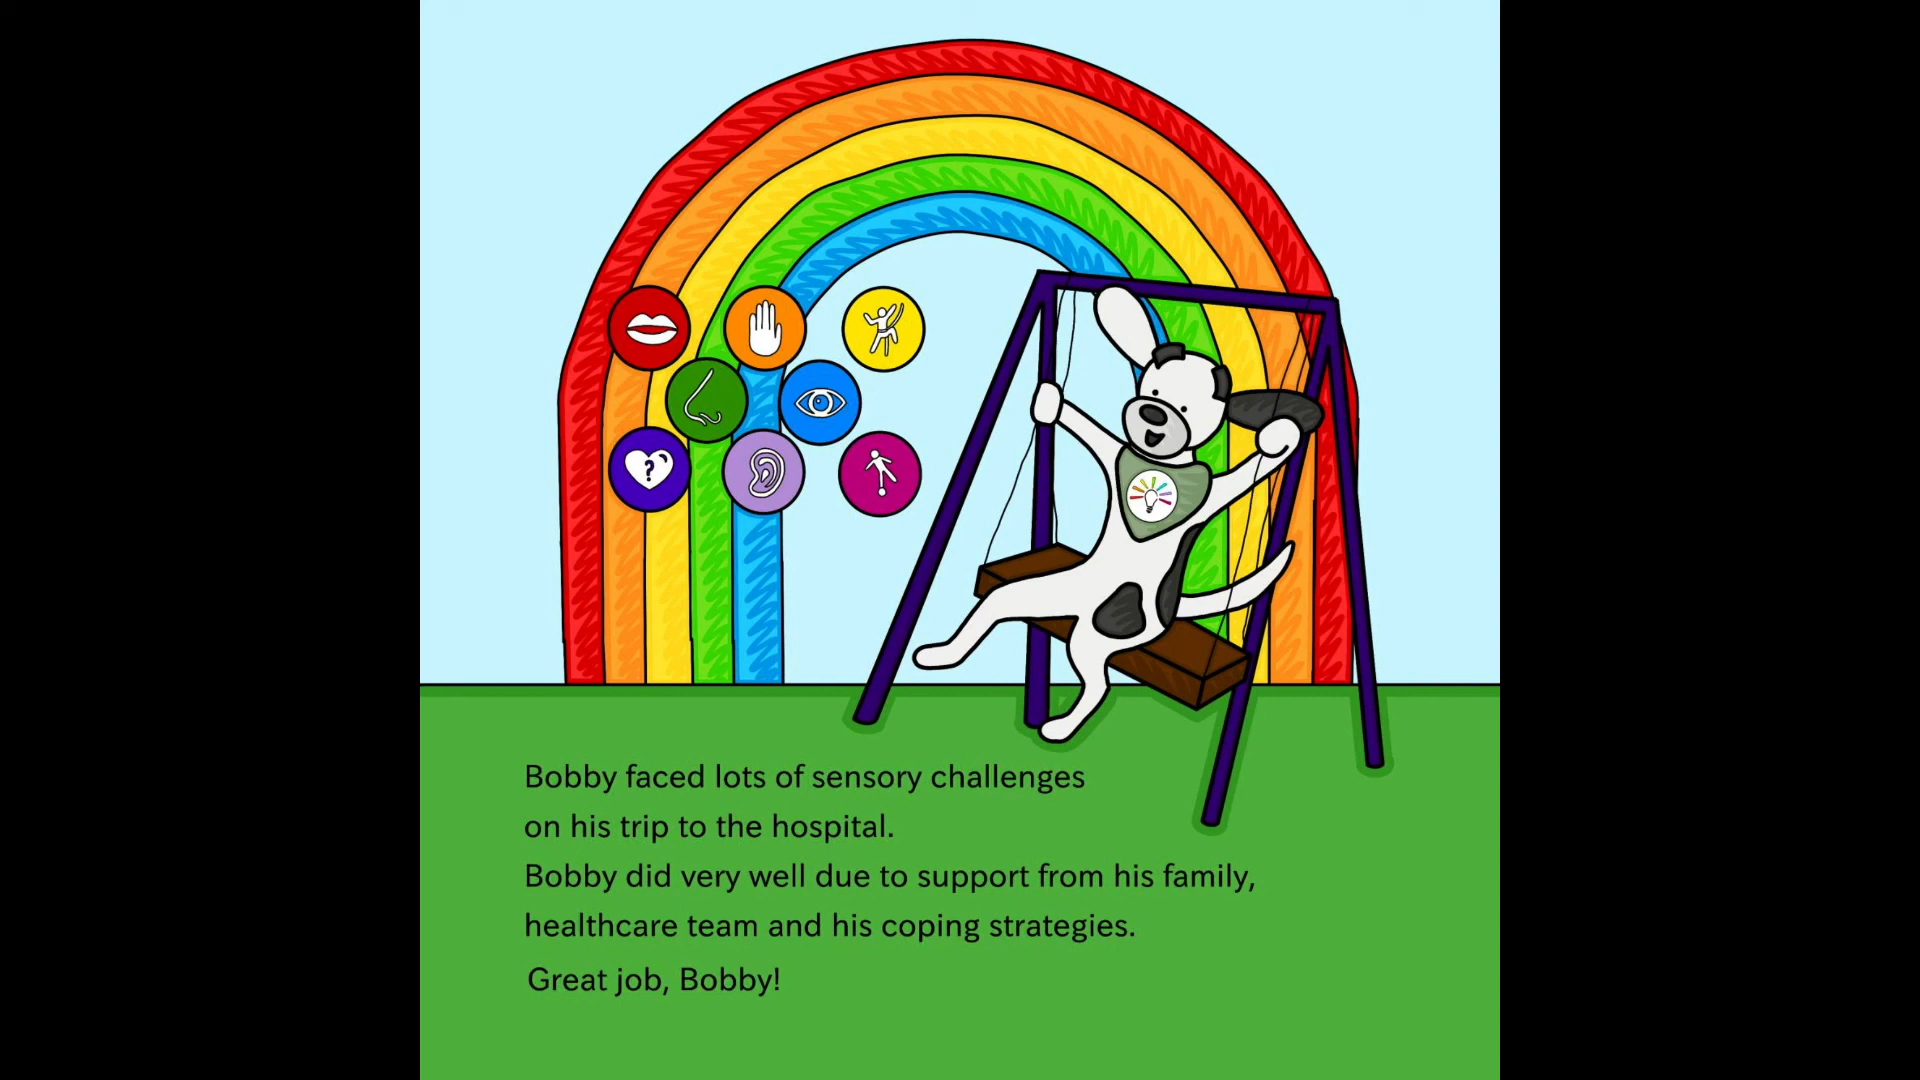 ?
Bobby faced lots of sensory challenges
on his trip to the hospital.
Bobby did very well due to support from his family,
healthcare team and his coping strategies.
Great job, Bobby!